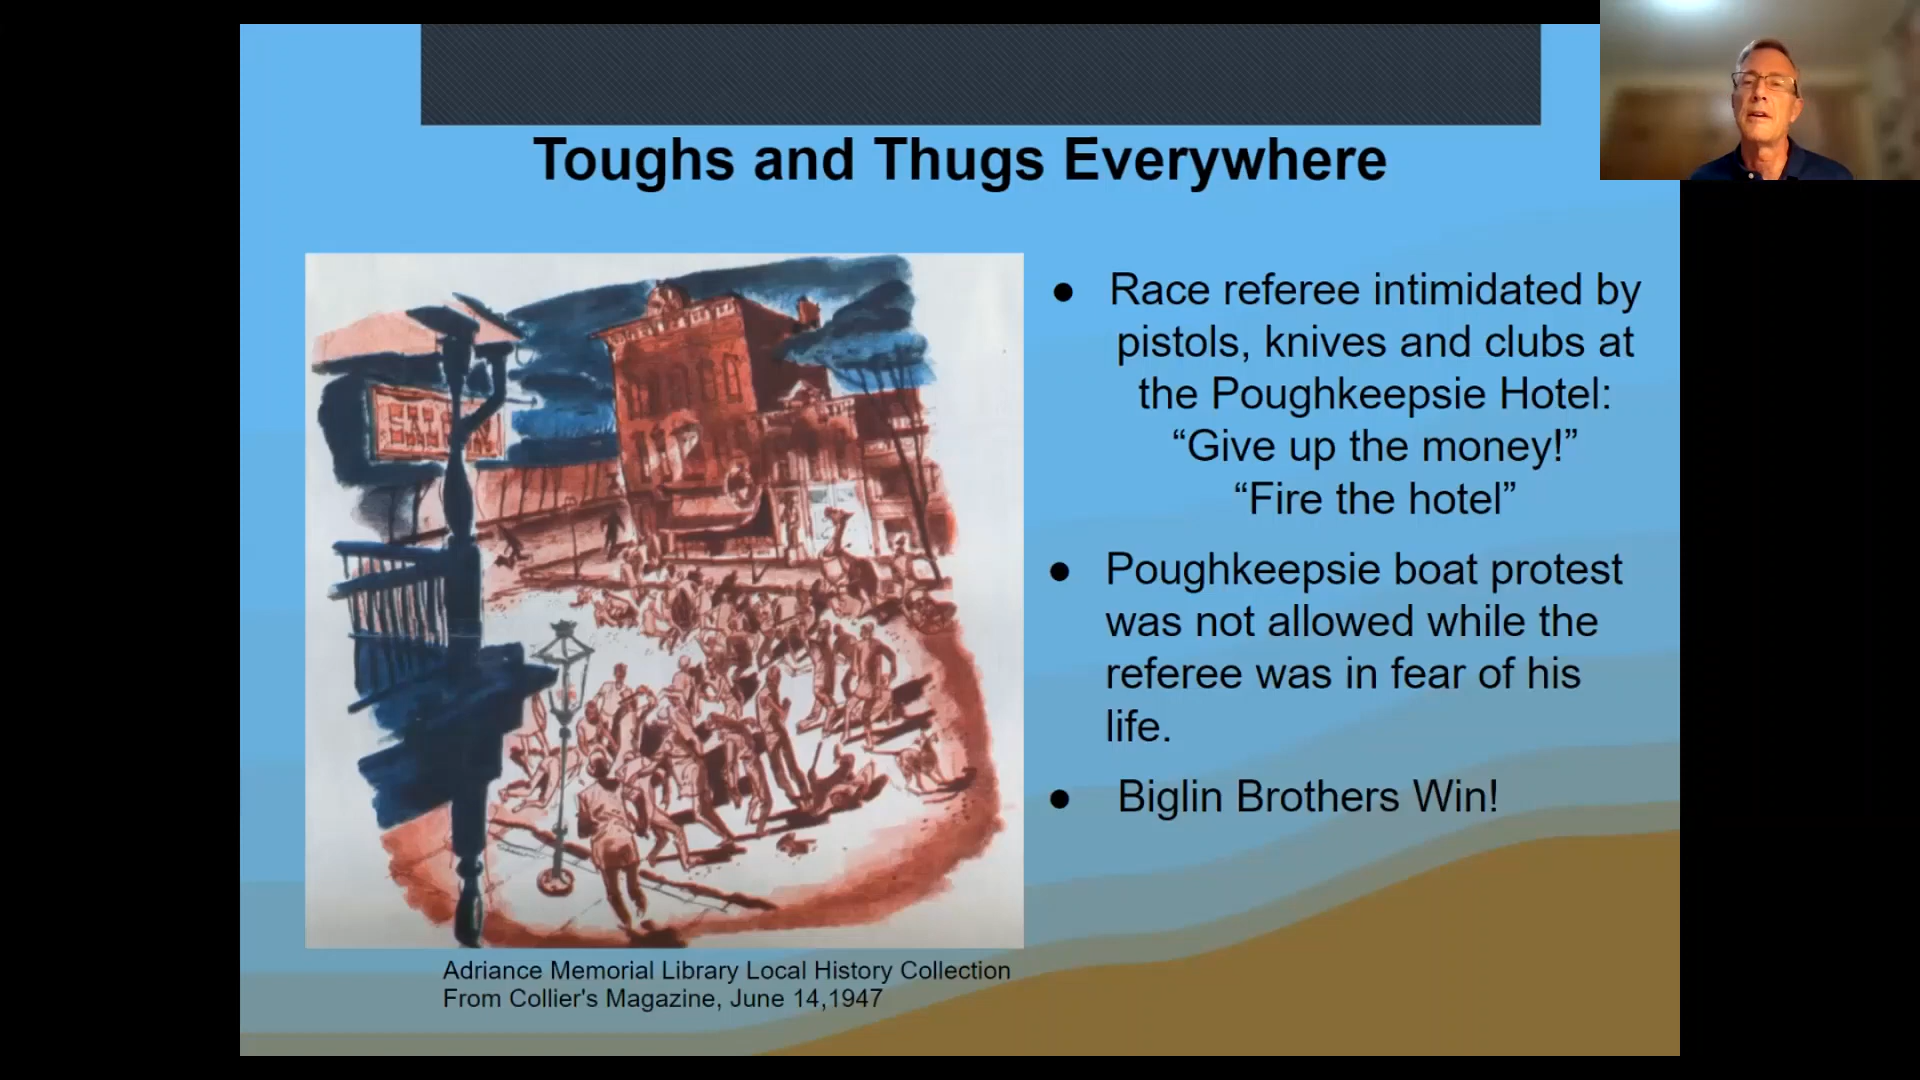 Toughs and Thugs Everywhere
SALOON
● Race referee intimidated by
pistols, knives and clubs at
the Poughkeepsie Hotel:
“Give up the money!”
“Fire the hotel”
● Poughkeepsie boat protest
was not allowed while the
referee was in fear of his
life.
● Biglin Brothers Win!
Adriance Memorial Library Local History Collection
From Collier's Magazine, June 14,1947